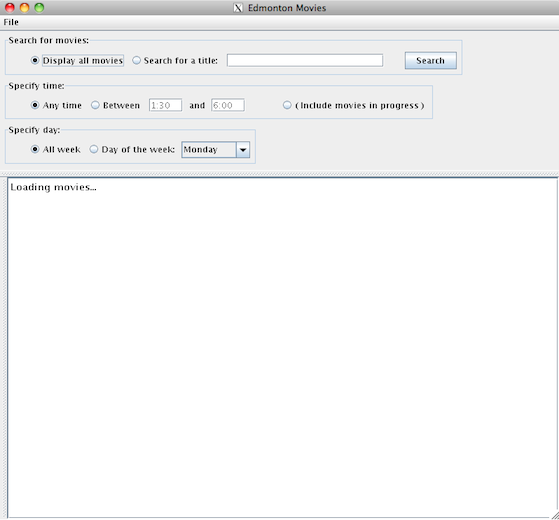 Edmonton Movies
File
Search for movies:
Display all movies Search for a title: Search
Specify time:
Any time Between 1:30 and 6:00 ( Include movies in progress )
Specify day:
All week Day of the week: Monday
Loading movies...